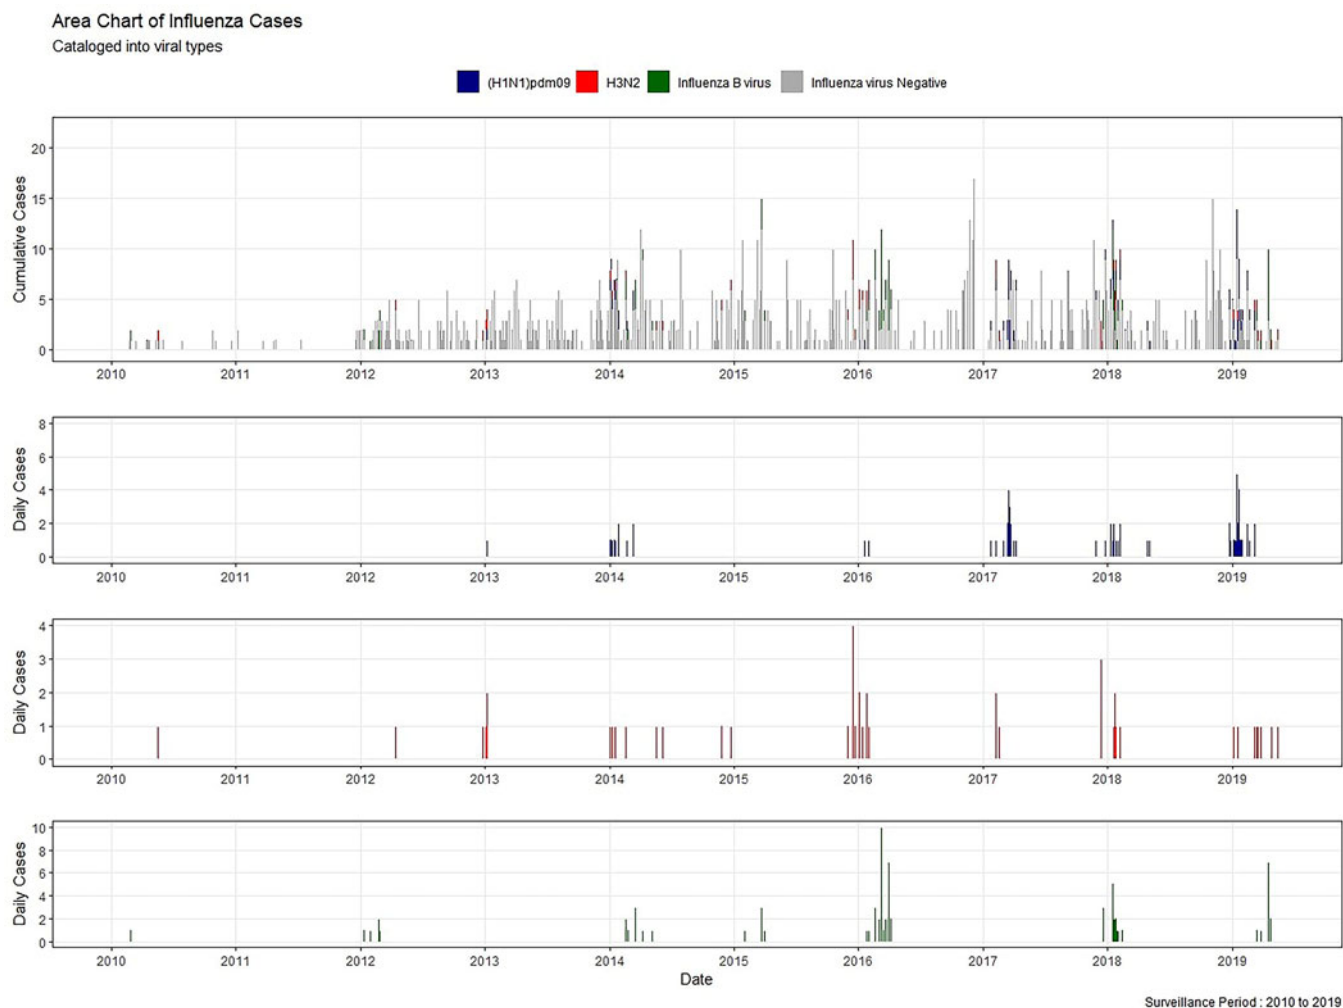 Area Chart of Influenza Cases
Cataloged into viral types
(H1N1)pdm09 H3N2 Influenza B virus Influenza virus Negative
Cumulative Cases
20
15
10
5
0
2010 2011 2012 2013 2014 2015 2016 2017 2018 2019
Daily Cases
8
6
4
2
0
2010 2011 2012 2013 2014 2015 2016 2017 2018 2019
Daily Cases
4
3
2
1
0
2010 2011 2012 2013 2014 2015 2016 2017 2018 2019
Daily Cases
10
8
6
4
2
0
2010 2011 2012 2013 2014 2015 2016 2017 2018 2019
Date
Surveillance Period : 2010 to 2019